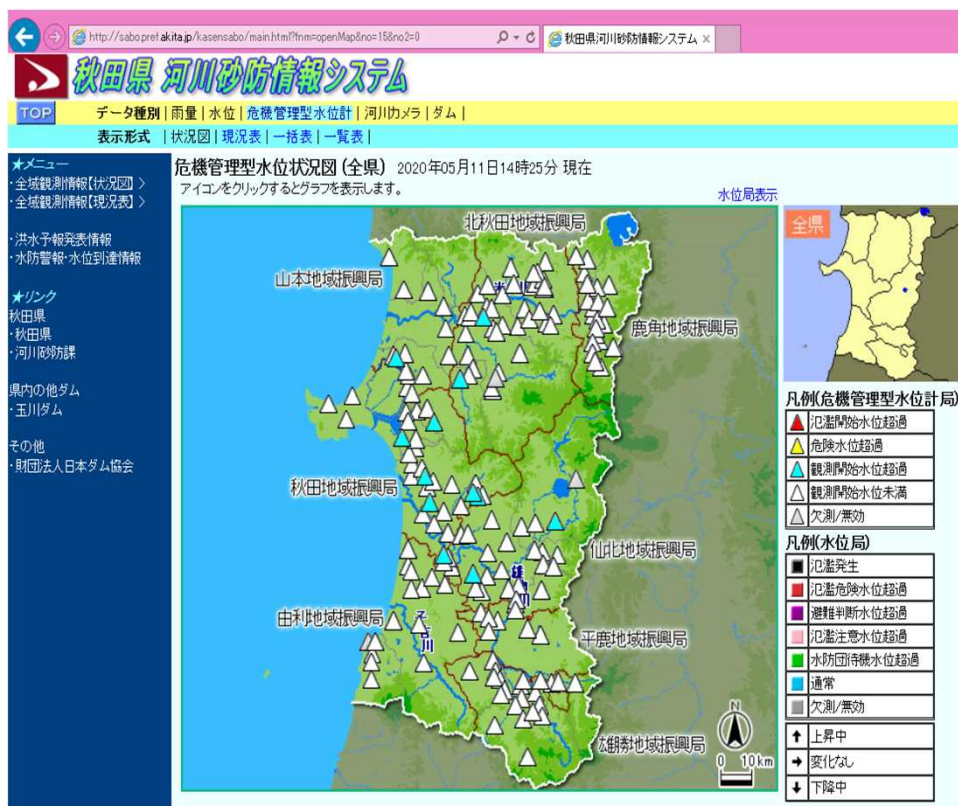 http://sabo.pref.akita.jp/kasensabo/main.html?fnm=openMap&no=15&no2=0
秋田県河川砂防情報システム ×
秋田県 河川砂防情報システム
TOP
データ種別 | 雨量 | 水位 | 危機管理型水位計 | 河川カメラ | ダム |
表示形式 | 状況図 | 現況表 | 一括表 | 一覧表 |
★メニュー
・全域観測情報【状況図】 >
・全域観測情報【現況表】 >
・洪水予報発表情報
・水防警報・水位到達情報
★リンク
秋田県
・秋田県
・河川砂防課
県内の他ダム
・玉川ダム
その他
・財団法人日本ダム協会
危機管理型水位状況図 (全県) 2020年05月11日14時25分 現在
アイコンをクリックするとグラフを表示します。
水位局表示
北秋田地域振興局
山本地域振興局
鹿角地域振興局
秋田地域振興局
仙北地域振興局
由利地域振興局
平鹿地域振興局
雄勝地域振興局
N
0 10km
全県
凡例(危機管理型水位計局)
氾濫開始水位超過
危険水位超過
観測開始水位超過
観測開始水位未満
欠測/無効
凡例(水位局)
氾濫発生
氾濫危険水位超過
避難判断水位超過
氾濫注意水位超過
水防団待機水位超過
通常
欠測/無効
↑ 上昇中
→ 変化なし
↓ 下降中